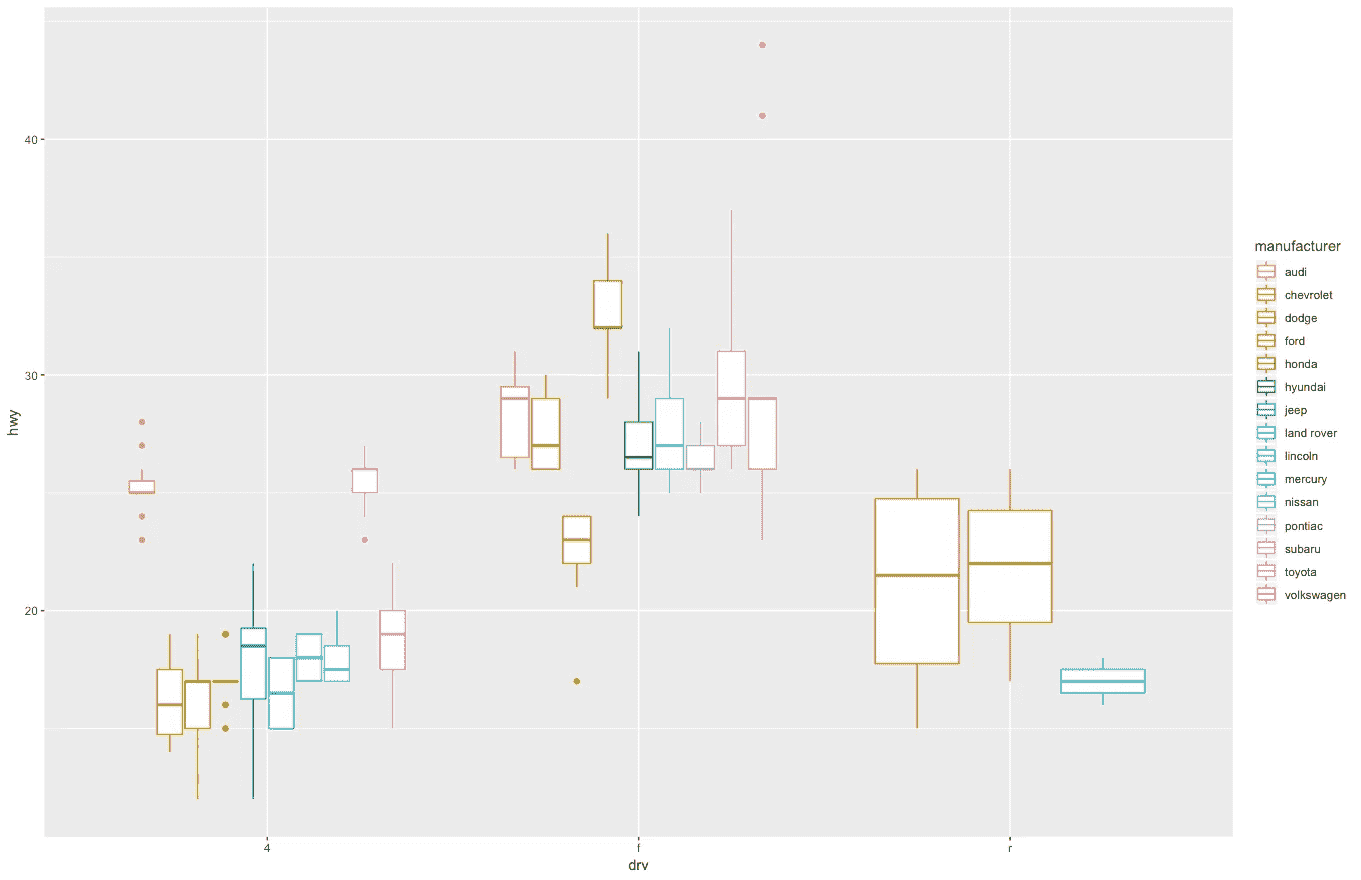 40
30
20
hwy
4
f
r
drv
manufacturer
audi
chevrolet
dodge
ford
honda
hyundai
jeep
land rover
lincoln
mercury
nissan
pontiac
subaru
toyota
volkswagen